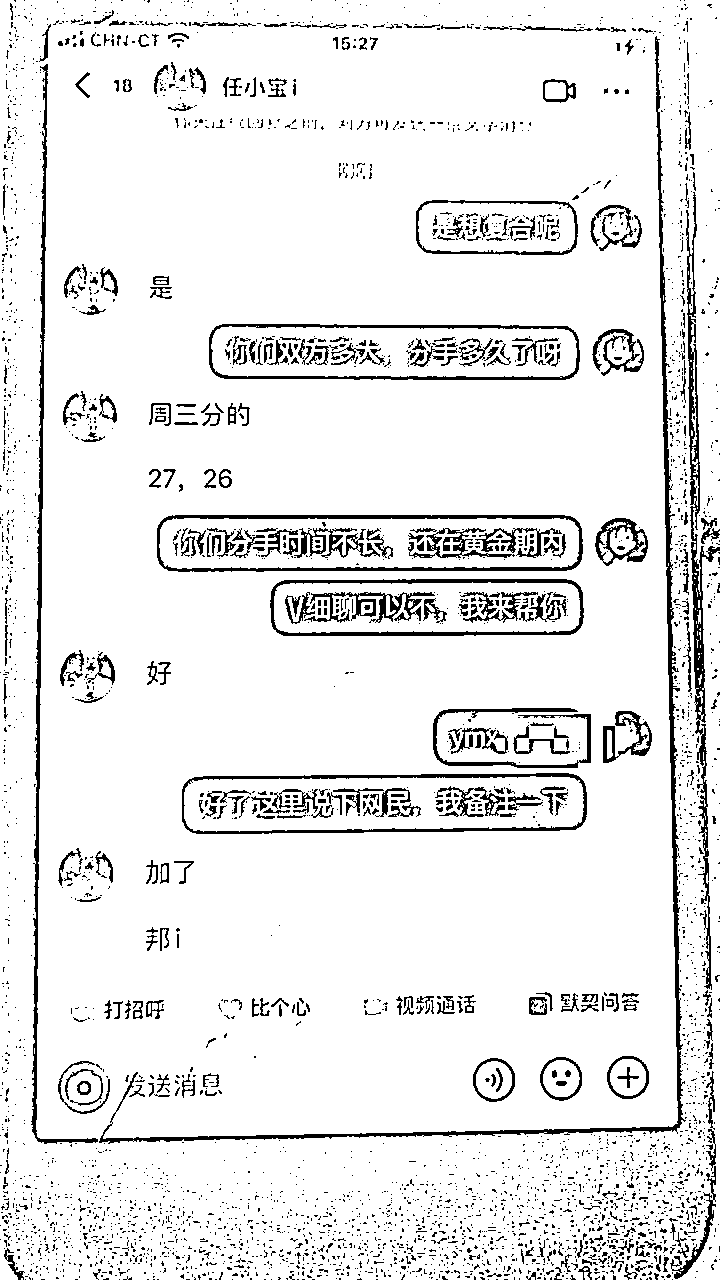 CHN-CT
15:27
18
任小宝i
是想复合呢
是
你们双方多大,分手多久了呀
周三分的
27, 26
你们分手时间不长,还在黄金期内
V细聊可以不,我来帮你
好
ymx
好了这里说下网民,我备注一下
加了
邦i
打招呼
比个心
视频通话
默契问答
发送消息